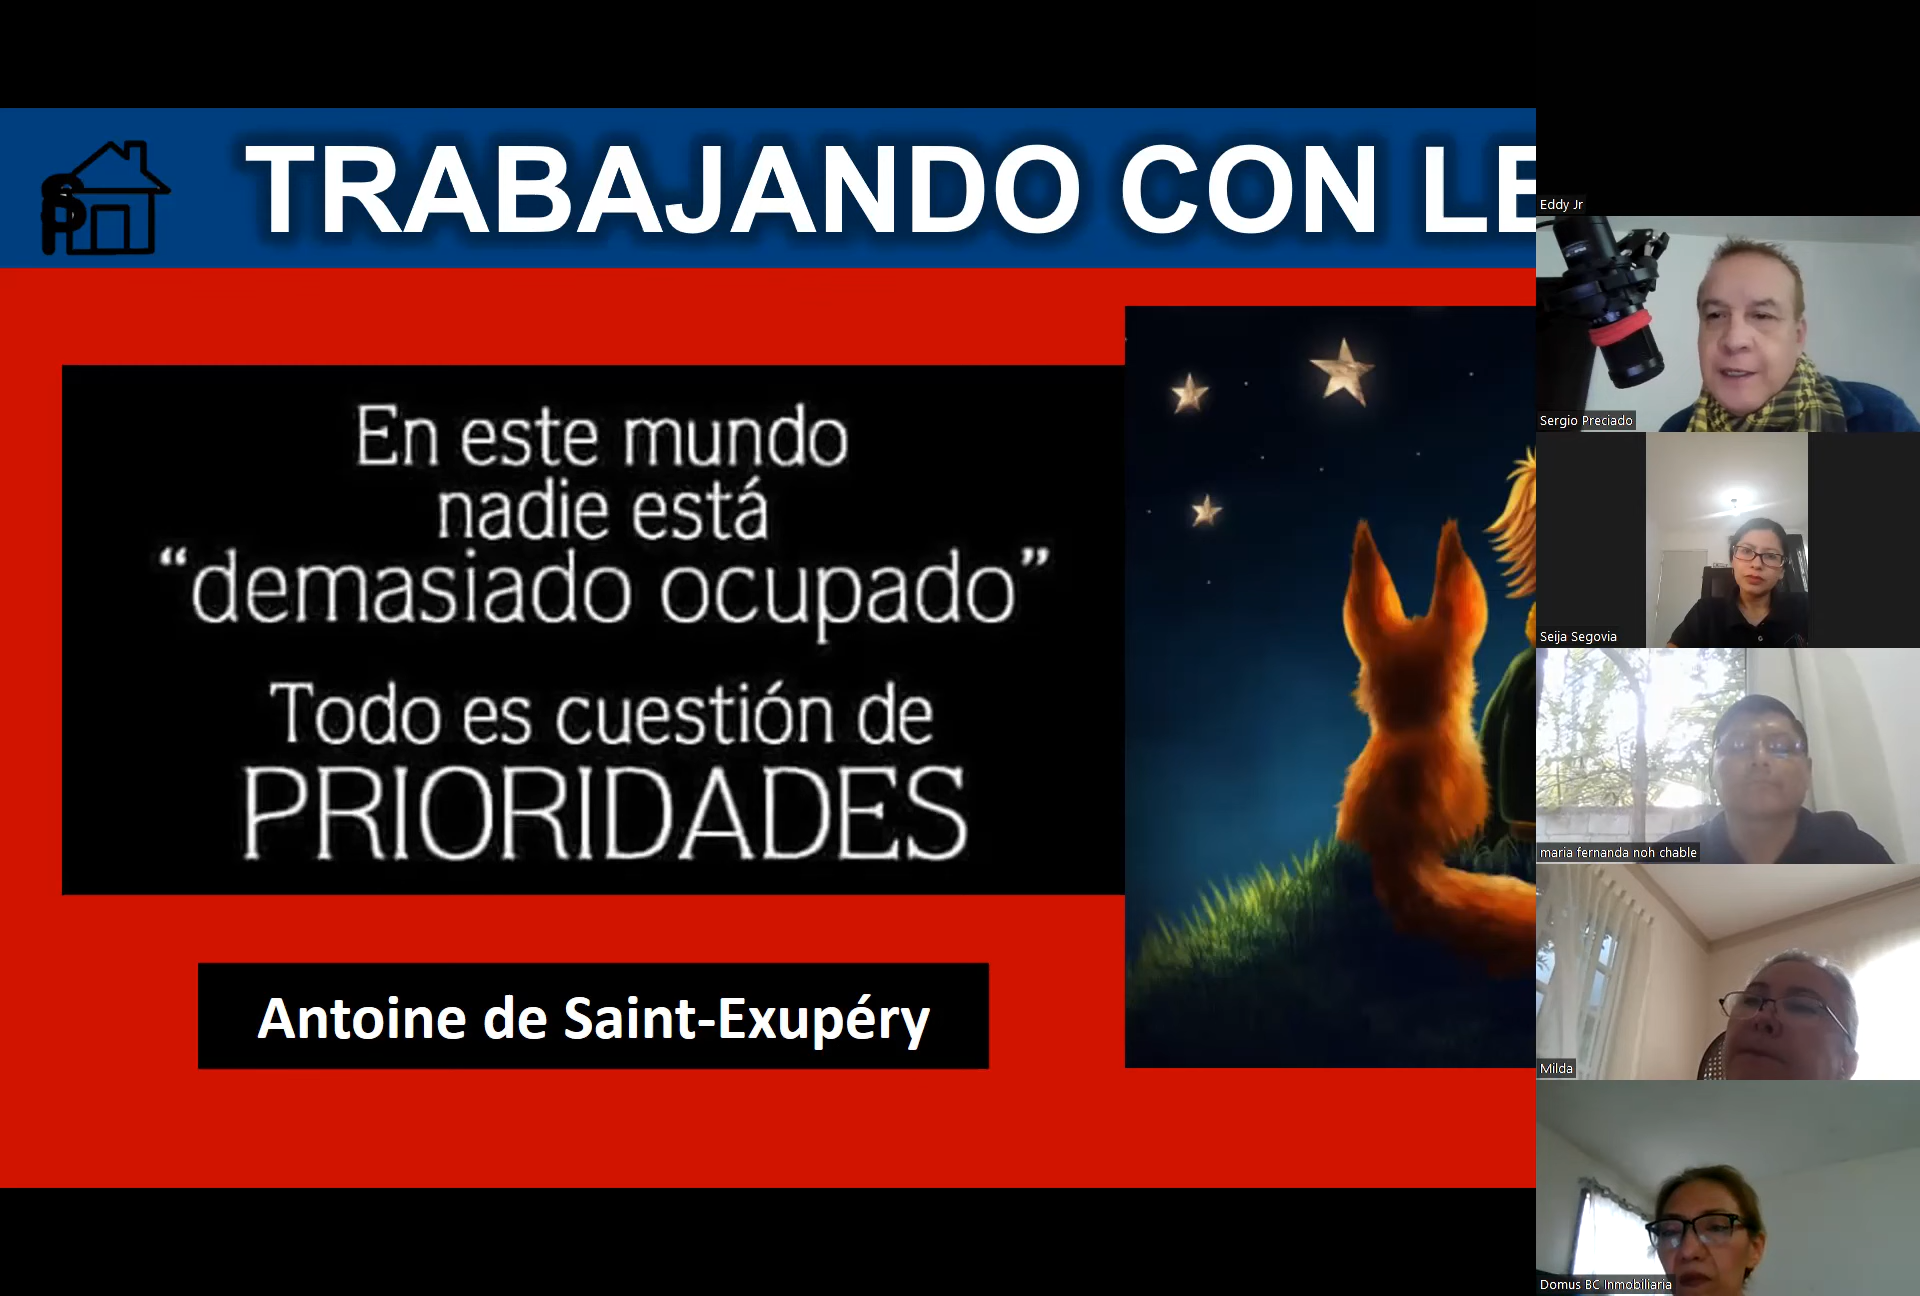 TRABAJANDO CON LE
SP
En este mundo
nadie está
“demasiado ocupado”
Todo es cuestión de
PRIORIDADES
Antoine de Saint-Exupéry
Eddy Jr
Sergio Preciado
Seija Segovia
maria fernanda noh chable
Milda
Domus BC Inmobiliaria